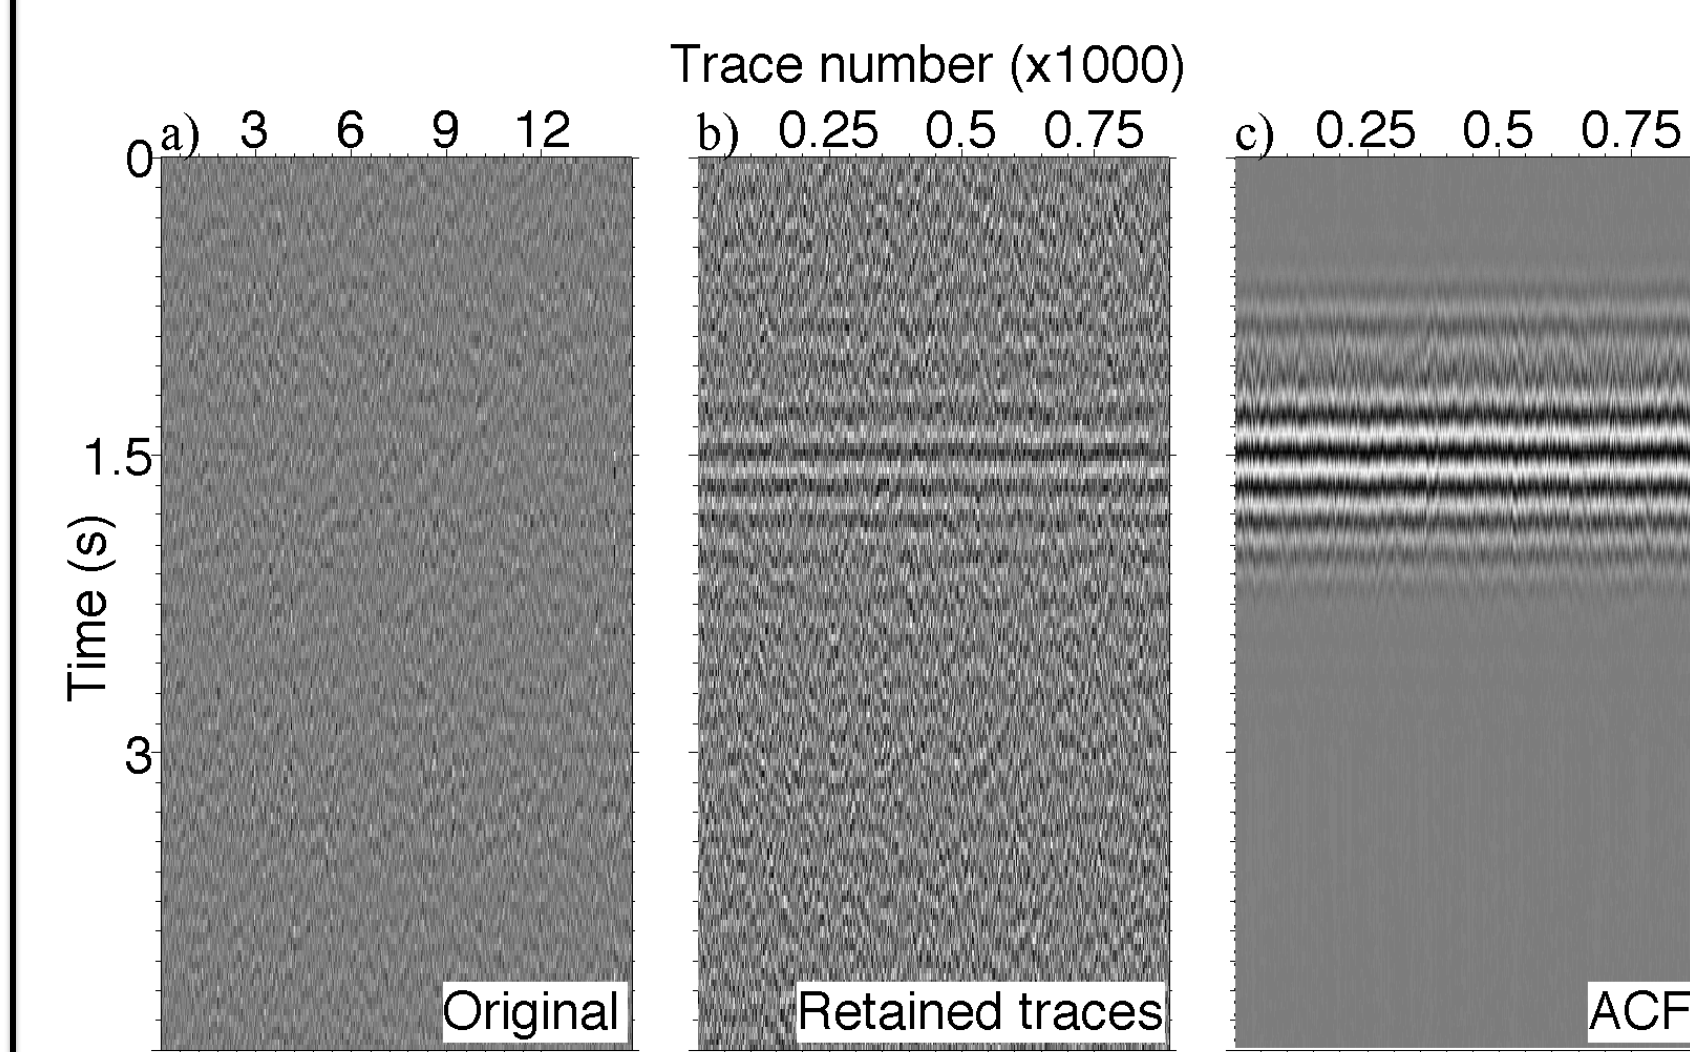 Trace number (x1000)
a) 3 6 9 12
b) 0.25 0.5 0.75
c) 0.25 0.5 0.75
0
1.5
3
Time (s)
Original
Retained traces
ACF